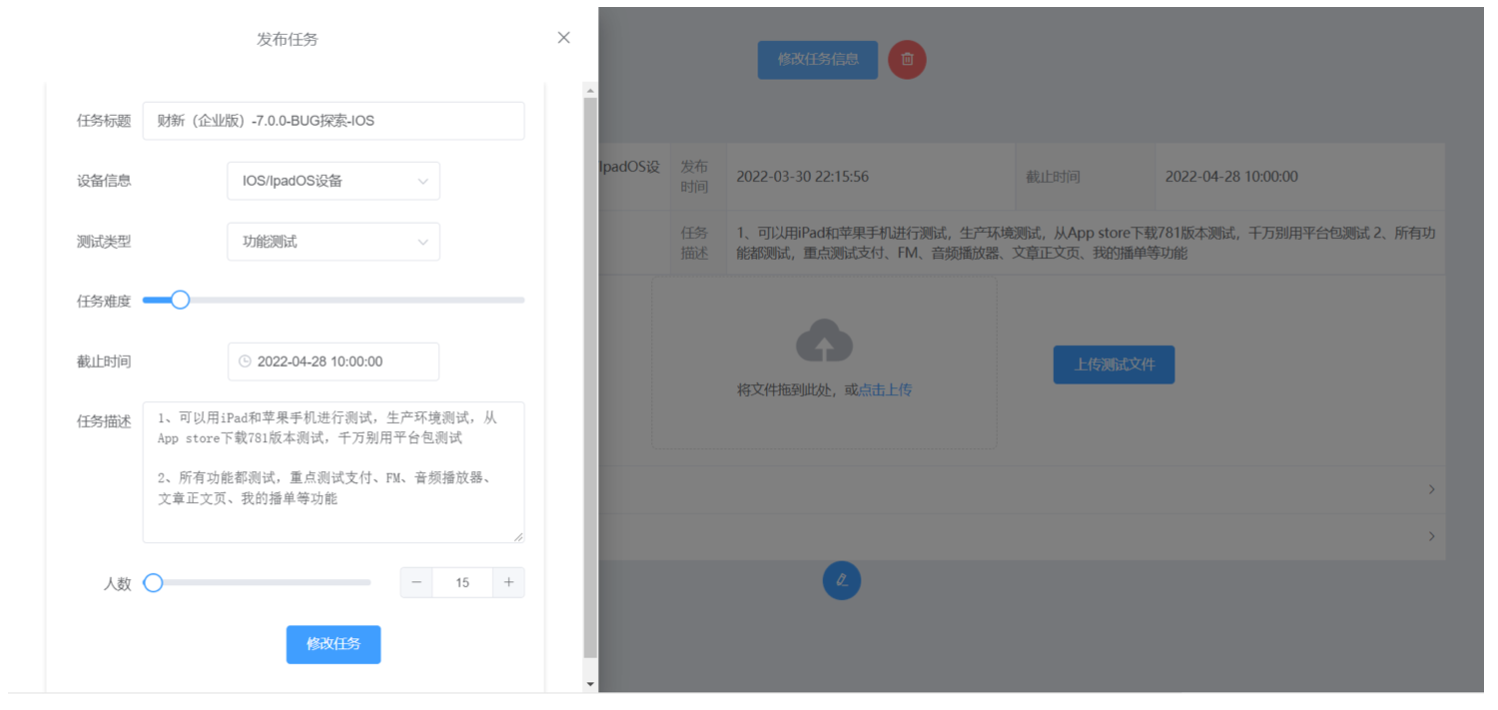 发布任务
任务标题
财新（企业版）-7.0.0-BUG探索-IOS
设备信息
IOS/IpadOS设备
测试类型
功能测试
任务难度
截止时间
2022-04-28 10:00:00
任务描述
1、可以用iPad和苹果手机进行测试，生产环境测试，从
App store下载781版本测试，千万别用平台包测试
2、所有功能都测试，重点测试支付、FM、音频播放器、
文章正文页、我的播单等功能
人数
15
修改任务
修改任务信息
IpadOS设
发布
时间
2022-03-30 22:15:56
截止时间
2022-04-28 10:00:00
任务
描述
1、可以用iPad和苹果手机进行测试，生产环境测试，从App store下载781版本测试，千万别用平台包测试 2、所有功
能都测试，重点测试支付、FM、音频播放器、文章正文页、我的播单等功能
将文件拖到此处，或点击上传
上传测试文件